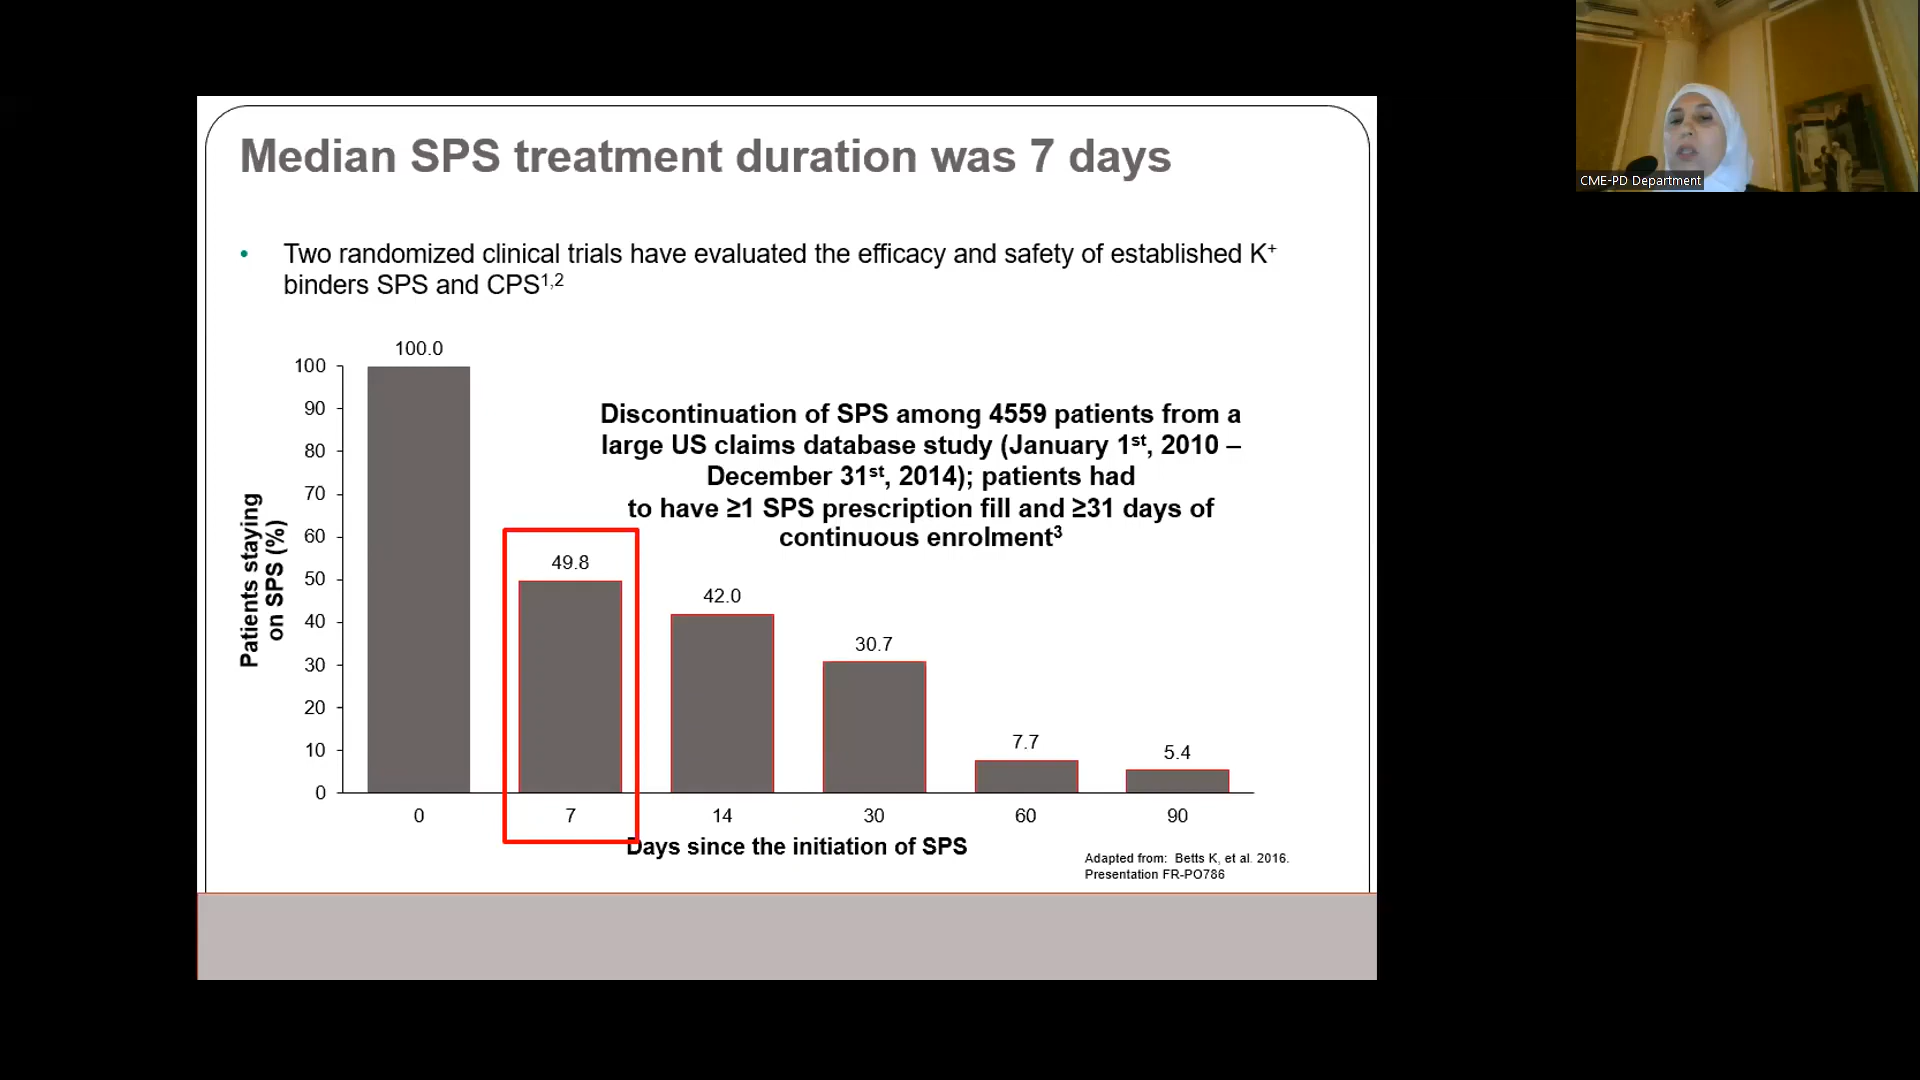 Median SPS treatment duration was 7 days
• Two randomized clinical trials have evaluated the efficacy and safety of established K⁺
binders SPS and CPS¹,²
100.0
100
90
80
70
60
50
40
30
20
10
0
Patients staying
on SPS (%)
Discontinuation of SPS among 4559 patients from a
large US claims database study (January 1ˢᵗ, 2010 –
December 31ˢᵗ, 2014); patients had
to have ≥1 SPS prescription fill and ≥31 days of
continuous enrolment³
49.8
42.0
30.7
7.7
5.4
0 7 14 30 60 90
Days since the initiation of SPS
Adapted from: Betts K, et al. 2016.
Presentation FR-PO786
CME-PD Department